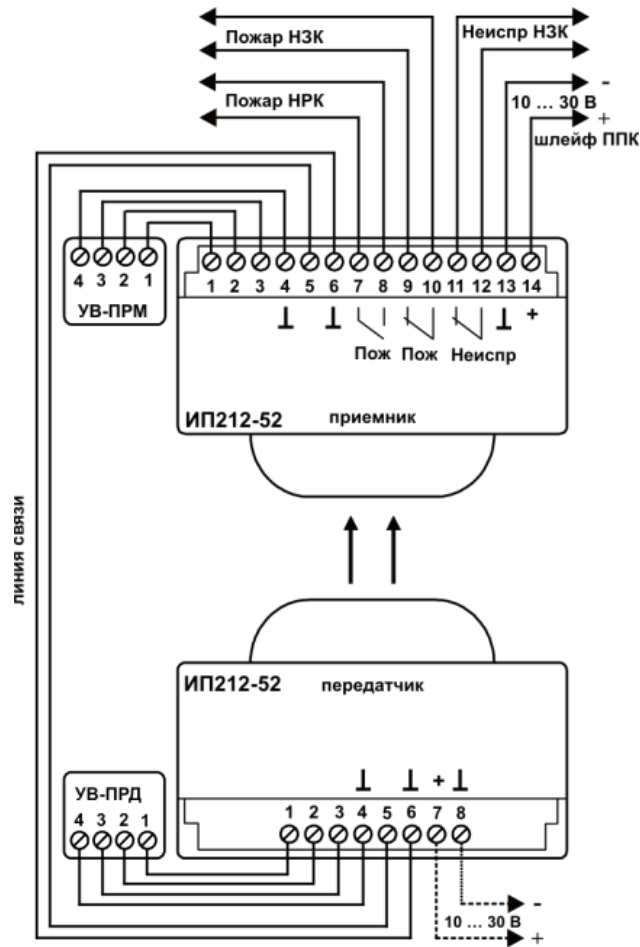 Пожар НЗК
Неиспр НЗК
-
Пожар НРК
10 ... 30 В
+
шлейф ППК
4 3 2 1
УВ-ПРМ
1 2 3 4 5 6 7 8 9 10 11 12 13 14
+
Пож Пож Неиспр
ИП212-52 приемник
линия связи
ИП212-52 передатчик
+
УВ-ПРД
4 3 2 1
1 2 3 4 5 6 7 8
-
10 ... 30 В
+